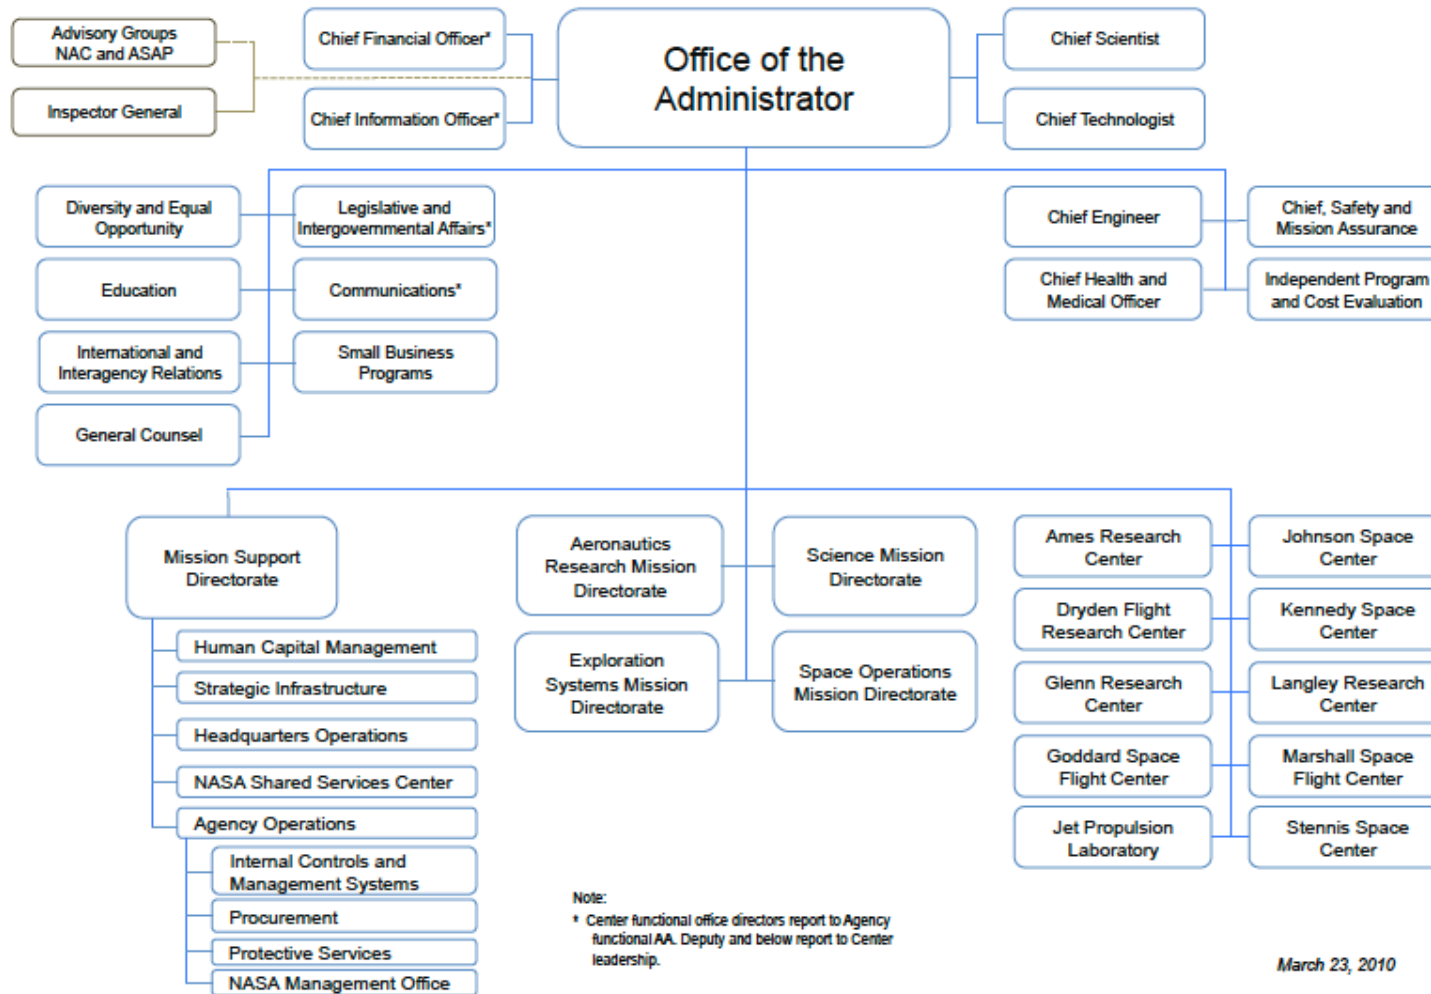 Advisory Groups
NAC and ASAP
Inspector General
Chief Financial Officer*
Chief Information Officer*
Office of the
Administrator
Chief Scientist
Chief Technologist
Diversity and Equal
Opportunity
Legislative and
Intergovernmental Affairs*
Education
Communications*
International and
Interagency Relations
Small Business
Programs
General Counsel
Chief Engineer
Chief, Safety and
Mission Assurance
Chief Health and
Medical Officer
Independent Program
and Cost Evaluation
Mission Support
Directorate
Human Capital Management
Strategic Infrastructure
Headquarters Operations
NASA Shared Services Center
Agency Operations
Internal Controls and
Management Systems
Procurement
Protective Services
NASA Management Office
Aeronautics
Research Mission
Directorate
Science Mission
Directorate
Exploration
Systems Mission
Directorate
Space Operations
Mission Directorate
Ames Research
Center
Johnson Space
Center
Dryden Flight
Research Center
Kennedy Space
Center
Glenn Research
Center
Langley Research
Center
Goddard Space
Flight Center
Marshall Space
Flight Center
Jet Propulsion
Laboratory
Stennis Space
Center
Note:
* Center functional office directors report to Agency
functional AA. Deputy and below report to Center
leadership.
March 23, 2010